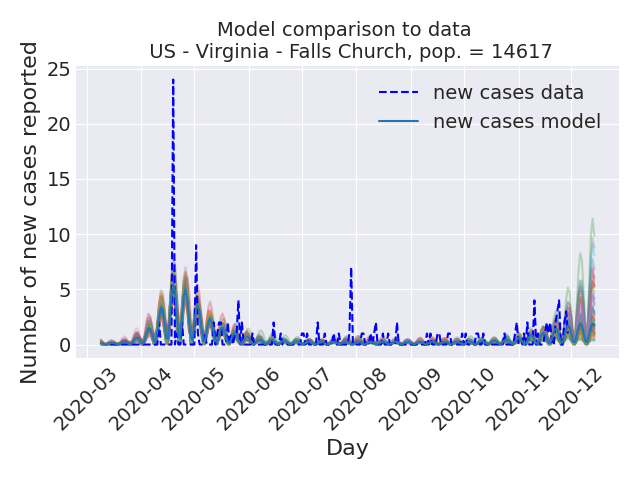 Model comparison to data
US - Virginia - Falls Church, pop. = 14617
Number of new cases reported
25
20
15
10
5
0
new cases data
new cases model
2020-03
2020-04
2020-05
2020-06
2020-07
2020-08
2020-09
2020-10
2020-11
2020-12
Day